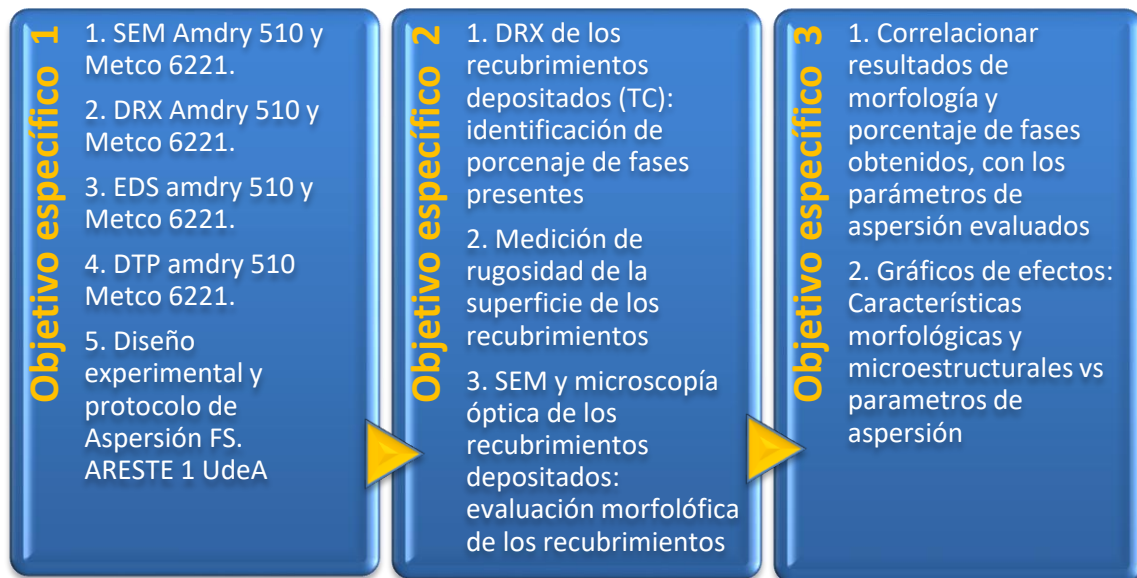 Objetivo específico 1
1. SEM Amdry 510 y
Metco 6221.
2. DRX Amdry 510 y
Metco 6221.
3. EDS amdry 510 y
Metco 6221.
4. DTP amdry 510
Metco 6221.
5. Diseño
experimental y
protocolo de
Aspersión FS.
ARESTE 1 UdeA
Objetivo específico 2
1. DRX de los
recubrimientos
depositados (TC):
identificación de
porcenaje de fases
presentes
2. Medición de
rugosidad de la
superficie de los
recubrimientos
3. SEM y microscopía
óptica de los
recubrimientos
depositados:
evaluación morfolófica
de los recubrimientos
Objetivo específico 3
1. Correlacionar
resultados de
morfología y
porcentaje de fases
obtenidos, con los
parámetros de
aspersión evaluados
2. Gráficos de efectos:
Características
morfológicas y
microestructurales vs
parametros de
aspersión